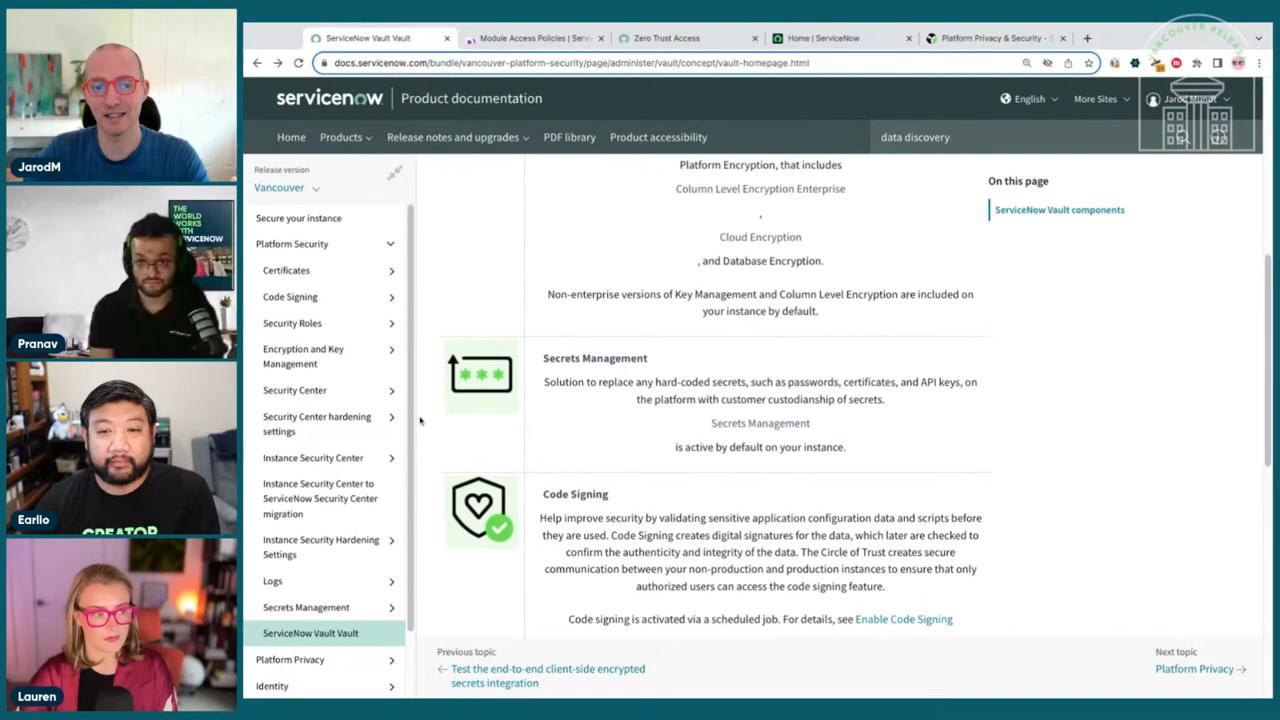 JarodM
THE
WORLD
WORKS
WITH
SERVICENOW
Pranav
Earlio
CREATOR
Lauren
ServiceNow Vault Vault
Module Access Policies | Serv
Zero Trust Access
Home | ServiceNow
Platform Privacy & Security - S
docs.servicenow.com/bundle/vancouver-platform-security/page/administer/vault/concept/vault-homepage.html
VANCOUVER RELEASE
servicenow
Product documentation
English
More Sites
Jarod Mundt
Home
Products
Release notes and upgrades
PDF library
Product accessibility
data discovery
Release version
Vancouver
Secure your instance
Platform Security
Certificates
Code Signing
Security Roles
Encryption and Key
Management
Security Center
Security Center hardening
settings
Instance Security Center
Instance Security Center to
ServiceNow Security Center
migration
Instance Security Hardening
Settings
Logs
Secrets Management
ServiceNow Vault Vault
Platform Privacy
Identity
Platform Encryption, that includes
Column Level Encryption Enterprise
,
Cloud Encryption
, and Database Encryption.
Non-enterprise versions of Key Management and Column Level Encryption are included on
your instance by default.
Secrets Management
Solution to replace any hard-coded secrets, such as passwords, certificates, and API keys, on
the platform with customer custodianship of secrets.
Secrets Management
is active by default on your instance.
Code Signing
Help improve security by validating sensitive application configuration data and scripts before
they are used. Code Signing creates digital signatures for the data, which later are checked to
confirm the authenticity and integrity of the data. The Circle of Trust creates secure
communication between your non-production and production instances to ensure that only
authorized users can access the code signing feature.
Code signing is activated via a scheduled job. For details, see Enable Code Signing
On this page
ServiceNow Vault components
Previous topic
Test the end-to-end client-side encrypted
secrets integration
Next topic
Platform Privacy